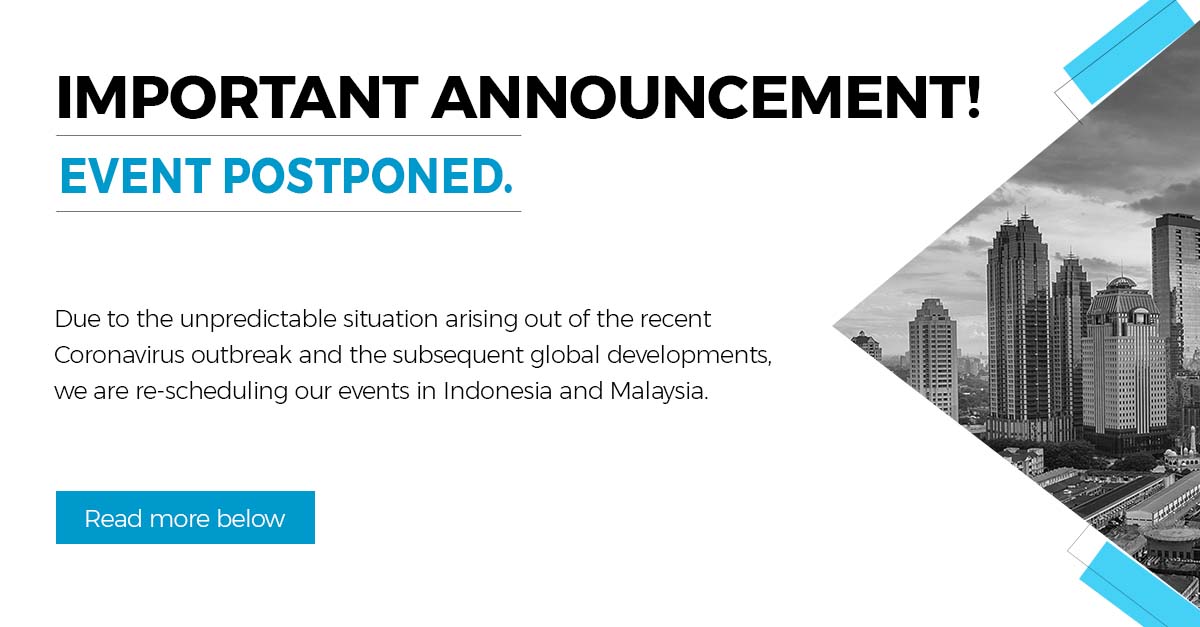 IMPORTANT ANNOUNCEMENT!
EVENT POSTPONED.
Due to the unpredictable situation arising out of the recent
Coronavirus outbreak and the subsequent global developments,
we are re-scheduling our events in Indonesia and Malaysia.
Read more below